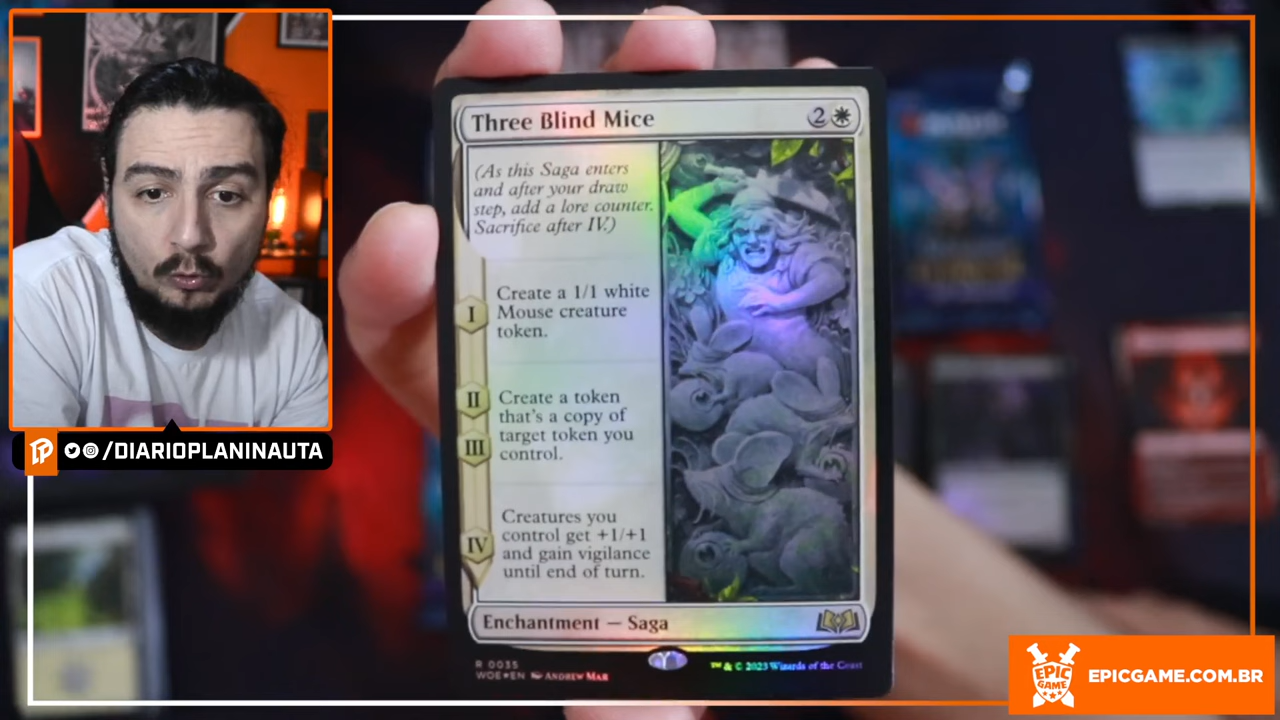 Three Blind Mice 2
(As this Saga enters
and after your draw
step, add a lore counter.
Sacrifice after IV.)
I
Create a 1/1 white
Mouse creature
token.
II
III
Create a token
that's a copy of
target token you
control.
IV
Creatures you
control get +1/+1
and gain vigilance
until end of turn.
Enchantment — Saga
R 0035
WOE★EN ANDREW MAR
™ & © 2023 Wizards of the Coast
/DIARIOPLANINAUTA
EPIC
GAME
EPICGAME.COM.BR